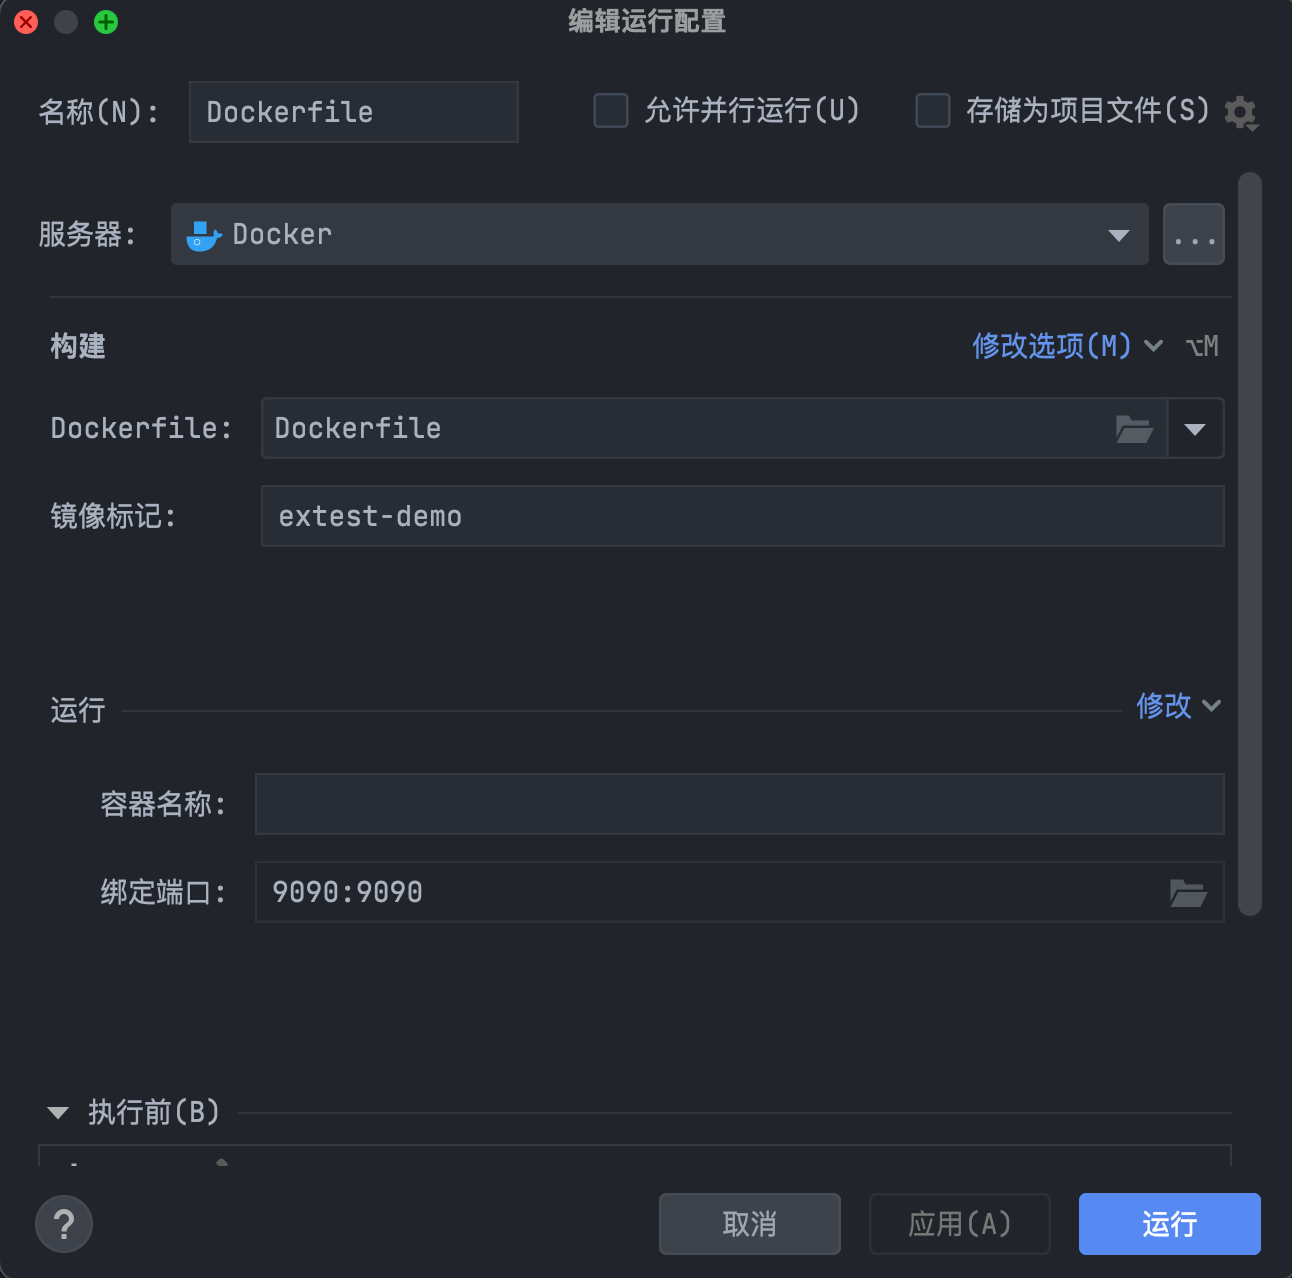 编辑运行配置
名称(N): Dockerfile 允许并行运行(U) 存储为项目文件(S)
服务器: Docker ...
构建 修改选项(M) ⌥M
Dockerfile: Dockerfile
镜像标记: extest-demo
运行 修改
容器名称:
绑定端口: 9090:9090
执行前(B)
? 取消 应用(A) 运行